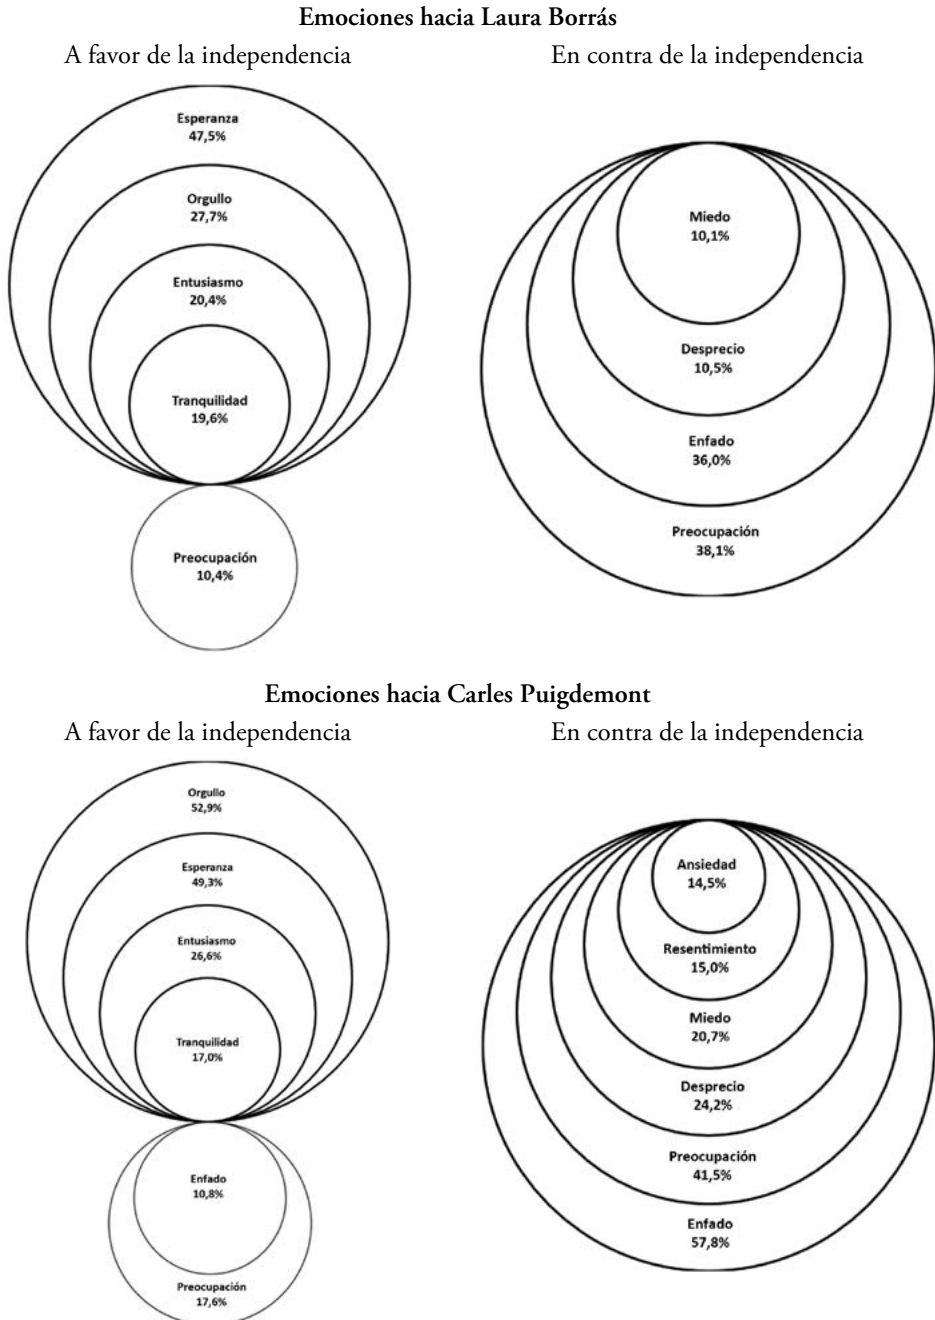 Emociones hacia Laura Borrás
A favor de la independencia
En contra de la independencia
Esperanza
47,5%
Orgullo
27,7%
Entusiasmo
20,4%
Tranquilidad
19,6%
Preocupación
10,4%
Miedo
10,1%
Desprecio
10,5%
Enfado
36,0%
Preocupación
38,1%
Emociones hacia Carles Puigdemont
A favor de la independencia
En contra de la independencia
Orgullo
52,9%
Esperanza
49,3%
Entusiasmo
26,6%
Tranquilidad
17,0%
Enfado
10,8%
Preocupación
17,6%
Ansiedad
14,5%
Resentimiento
15,0%
Miedo
20,7%
Desprecio
24,2%
Preocupación
41,5%
Enfado
57,8%